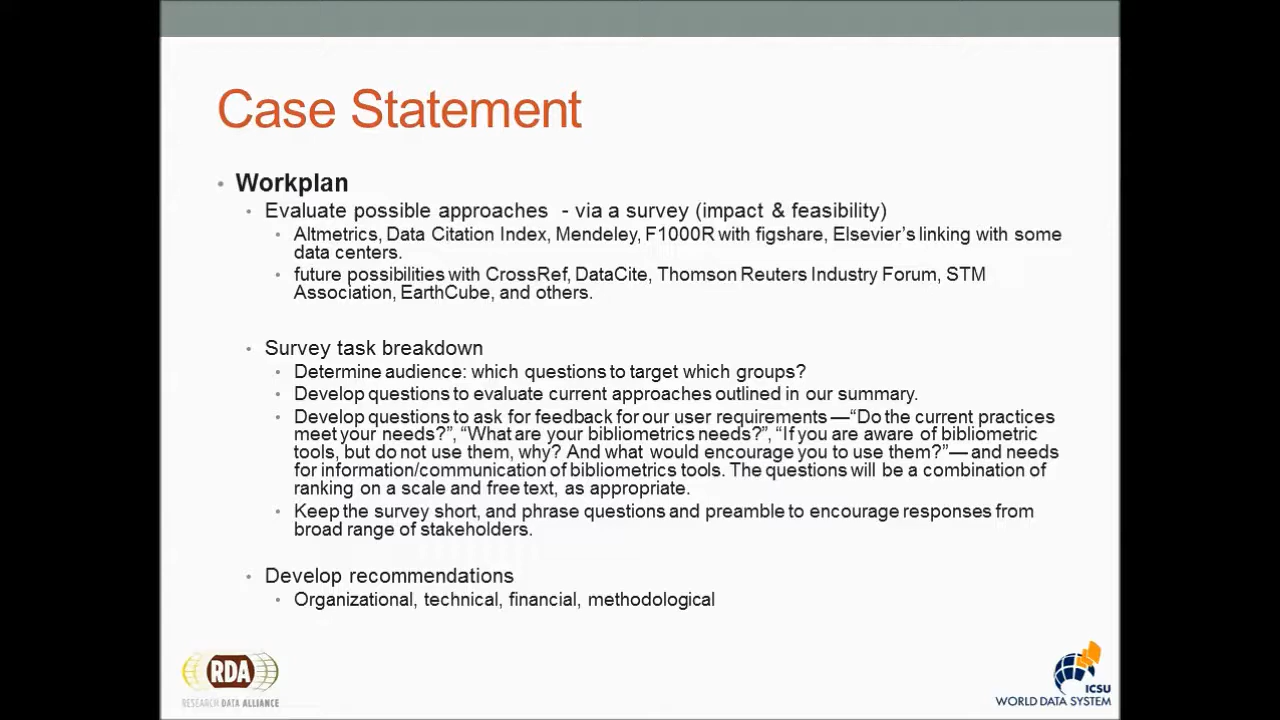 Case Statement
• Workplan
• Evaluate possible approaches - via a survey (impact & feasibility)
• Altmetrics, Data Citation Index, Mendeley, F1000R with figshare, Elsevier’s linking with some
data centers.
• future possibilities with CrossRef, DataCite, Thomson Reuters Industry Forum, STM
Association, EarthCube, and others.
• Survey task breakdown
• Determine audience: which questions to target which groups?
• Develop questions to evaluate current approaches outlined in our summary.
• Develop questions to ask for feedback for our user requirements —“Do the current practices
meet your needs?”, “What are your bibliometrics needs?”, “If you are aware of bibliometric
tools, but do not use them, why? And what would encourage you to use them?”— and needs
for information/communication of bibliometrics tools. The questions will be a combination of
ranking on a scale and free text, as appropriate.
• Keep the survey short, and phrase questions and preamble to encourage responses from
broad range of stakeholders.
• Develop recommendations
• Organizational, technical, financial, methodological
RDA
RESEARCH DATA ALLIANCE
ICSU
WORLD DATA SYSTEM